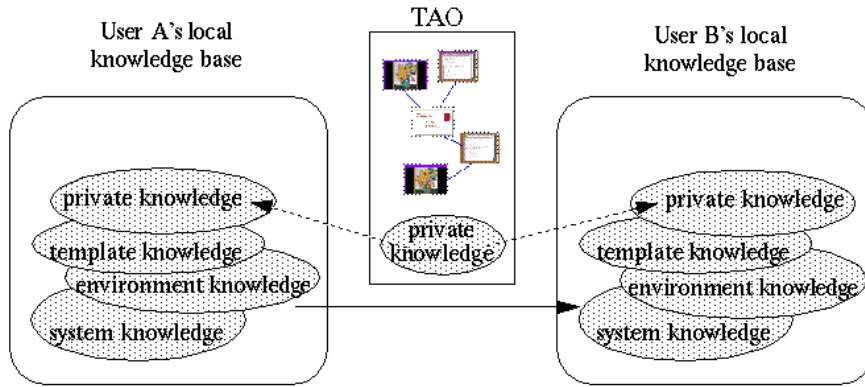 User A's local
knowledge base
private knowledge
template knowledge
environment knowledge
system knowledge
TAO
private
knowledge
User B's local
knowledge base
private knowledge
template knowledge
environment knowledge
system knowledge